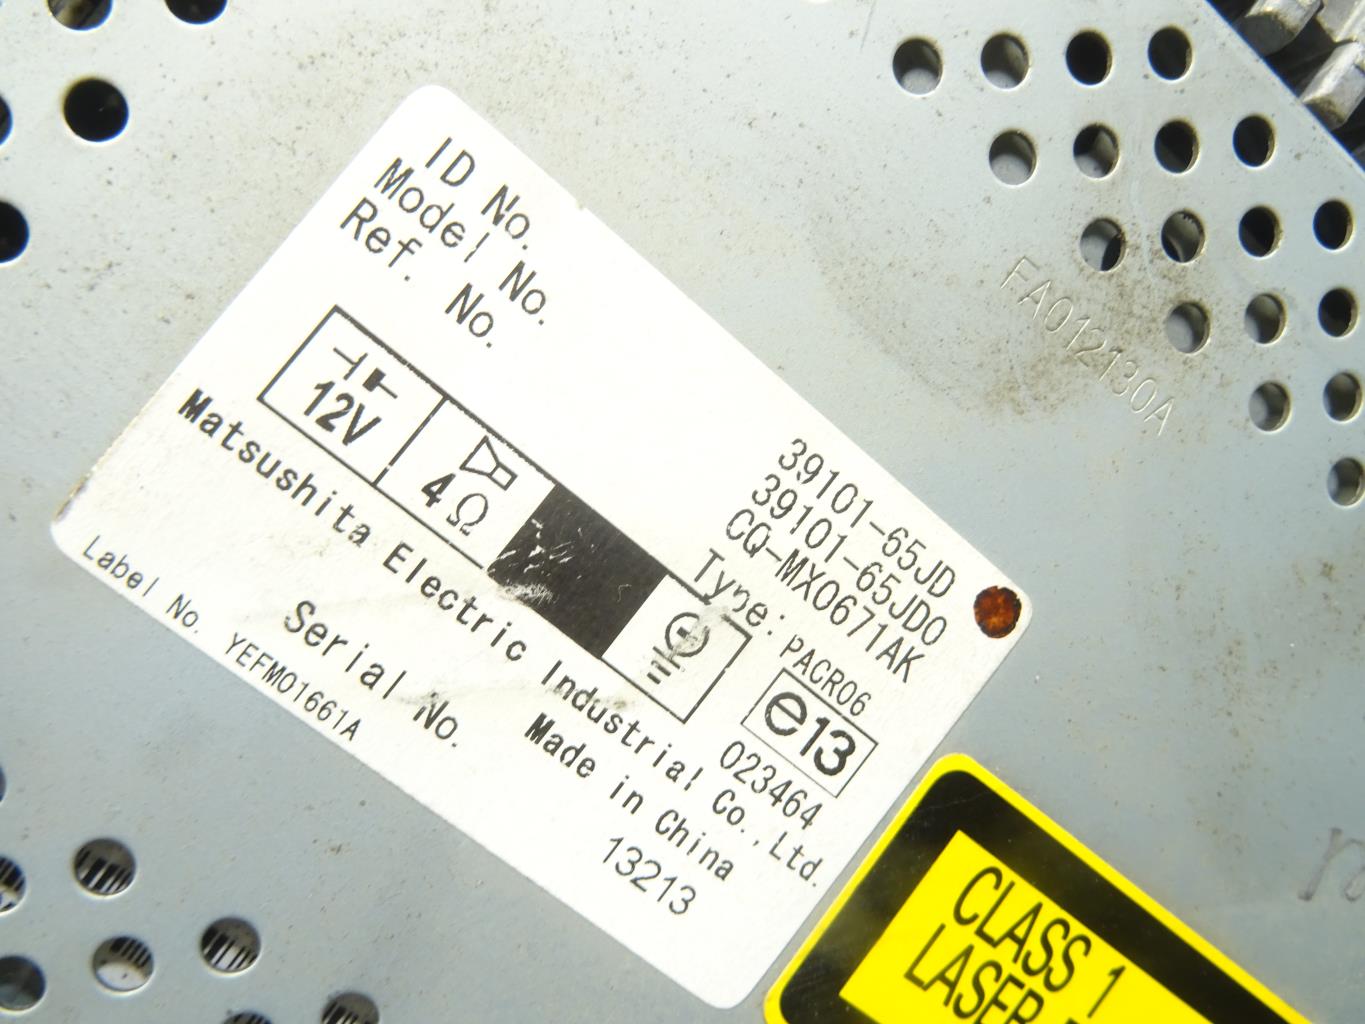 ID No. 39101-65JD
Model No. 39101-65JD0
Ref. No. CQ-MX0671AK
Type: PACR06
12V
4Ω
e13
023464
Matsushita Electric Industrial Co., Ltd.
Made in China
Serial No. 13213
Label No. YEFM01661A
FA012130A
CLASS 1
LASER